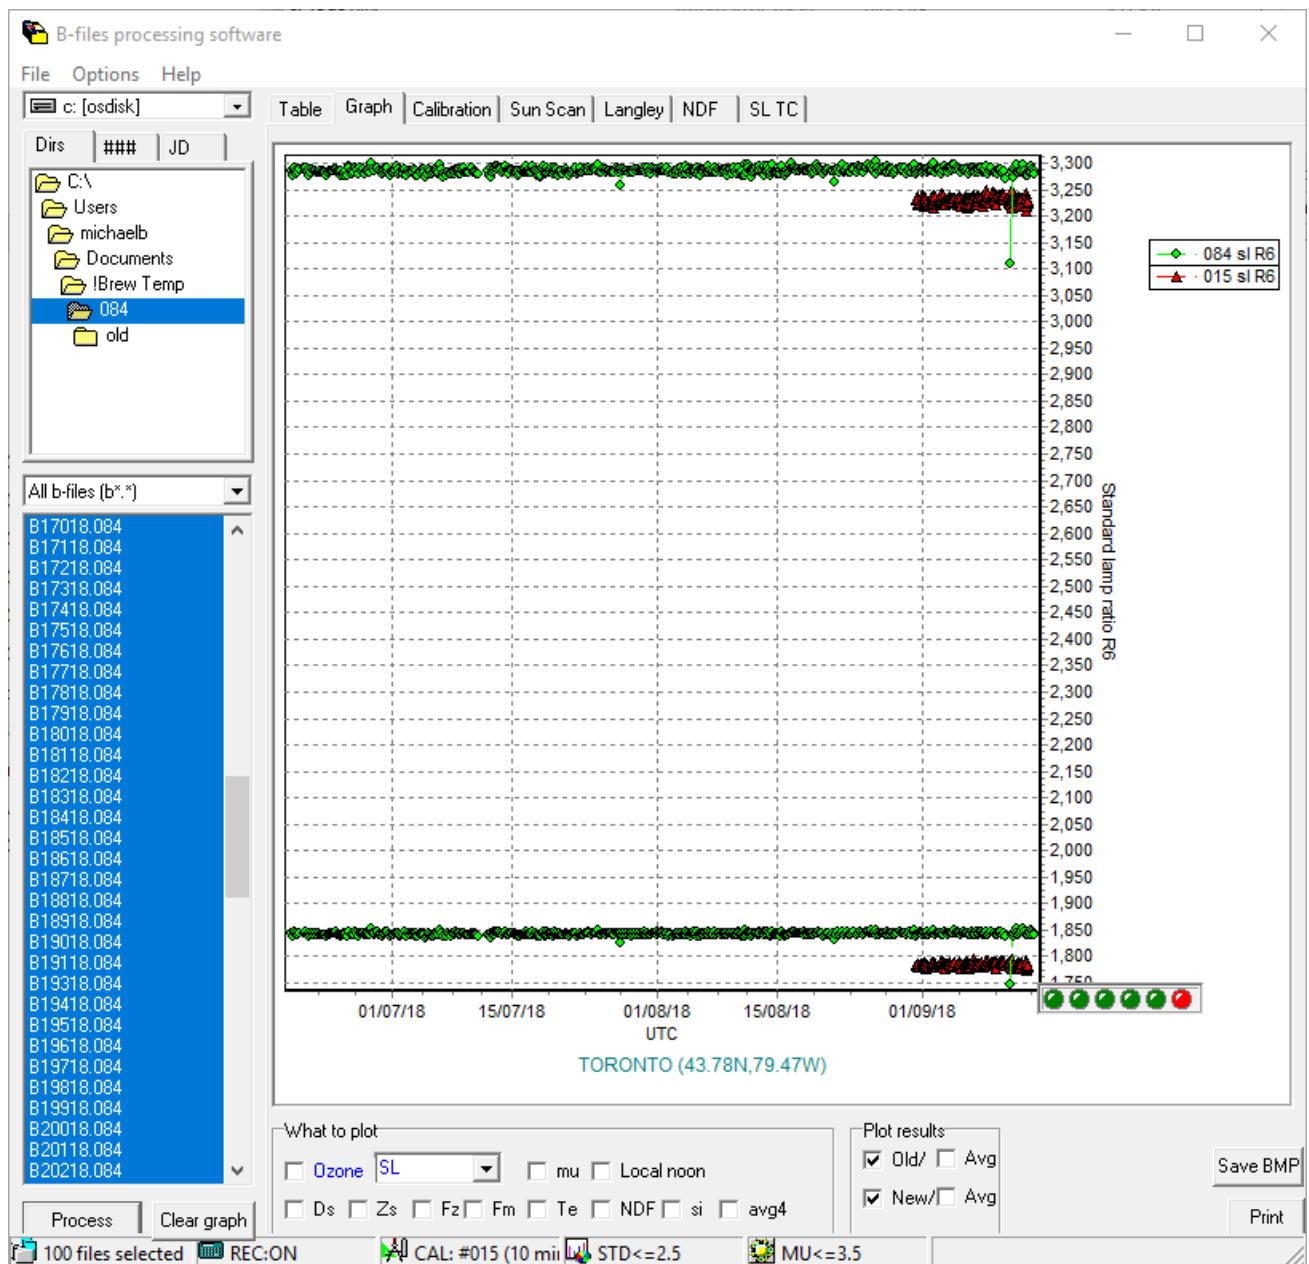 B-files processing software
File Options Help
c: [osdisk]
Table Graph Calibration Sun Scan Langley NDF SL TC
Dirs ### JD
C:\
Users
michaelb
Documents
!Brew Temp
084
old
All b-files (b*.*)
B17018.084
B17118.084
B17218.084
B17318.084
B17418.084
B17518.084
B17618.084
B17718.084
B17818.084
B17918.084
B18018.084
B18118.084
B18218.084
B18318.084
B18418.084
B18518.084
B18618.084
B18718.084
B18818.084
B18918.084
B19018.084
B19118.084
B19318.084
B19418.084
B19518.084
B19618.084
B19718.084
B19818.084
B19918.084
B20018.084
B20118.084
B20218.084
Process Clear graph
3,300
3,250
3,200
3,150
3,100
3,050
3,000
2,950
2,900
2,850
2,800
2,750
2,700
2,650
2,600
2,550
2,500
2,450
2,400
2,350
2,300
2,250
2,200
2,150
2,100
2,050
2,000
1,950
1,900
1,850
1,800
1,750
Standard lamp ratio R6
084 sl R6
015 sl R6
01/07/18 15/07/18 01/08/18 15/08/18 01/09/18
UTC
TORONTO (43.78N,79.47W)
What to plot
Ozone SL mu Local noon
Ds Zs Fz Fm Te NDF si avg4
Plot results
Old/ Avg
New/ Avg
Save BMP
Print
100 files selected REC:ON CAL: #015 (10 mi STD<=2.5 MU<=3.5